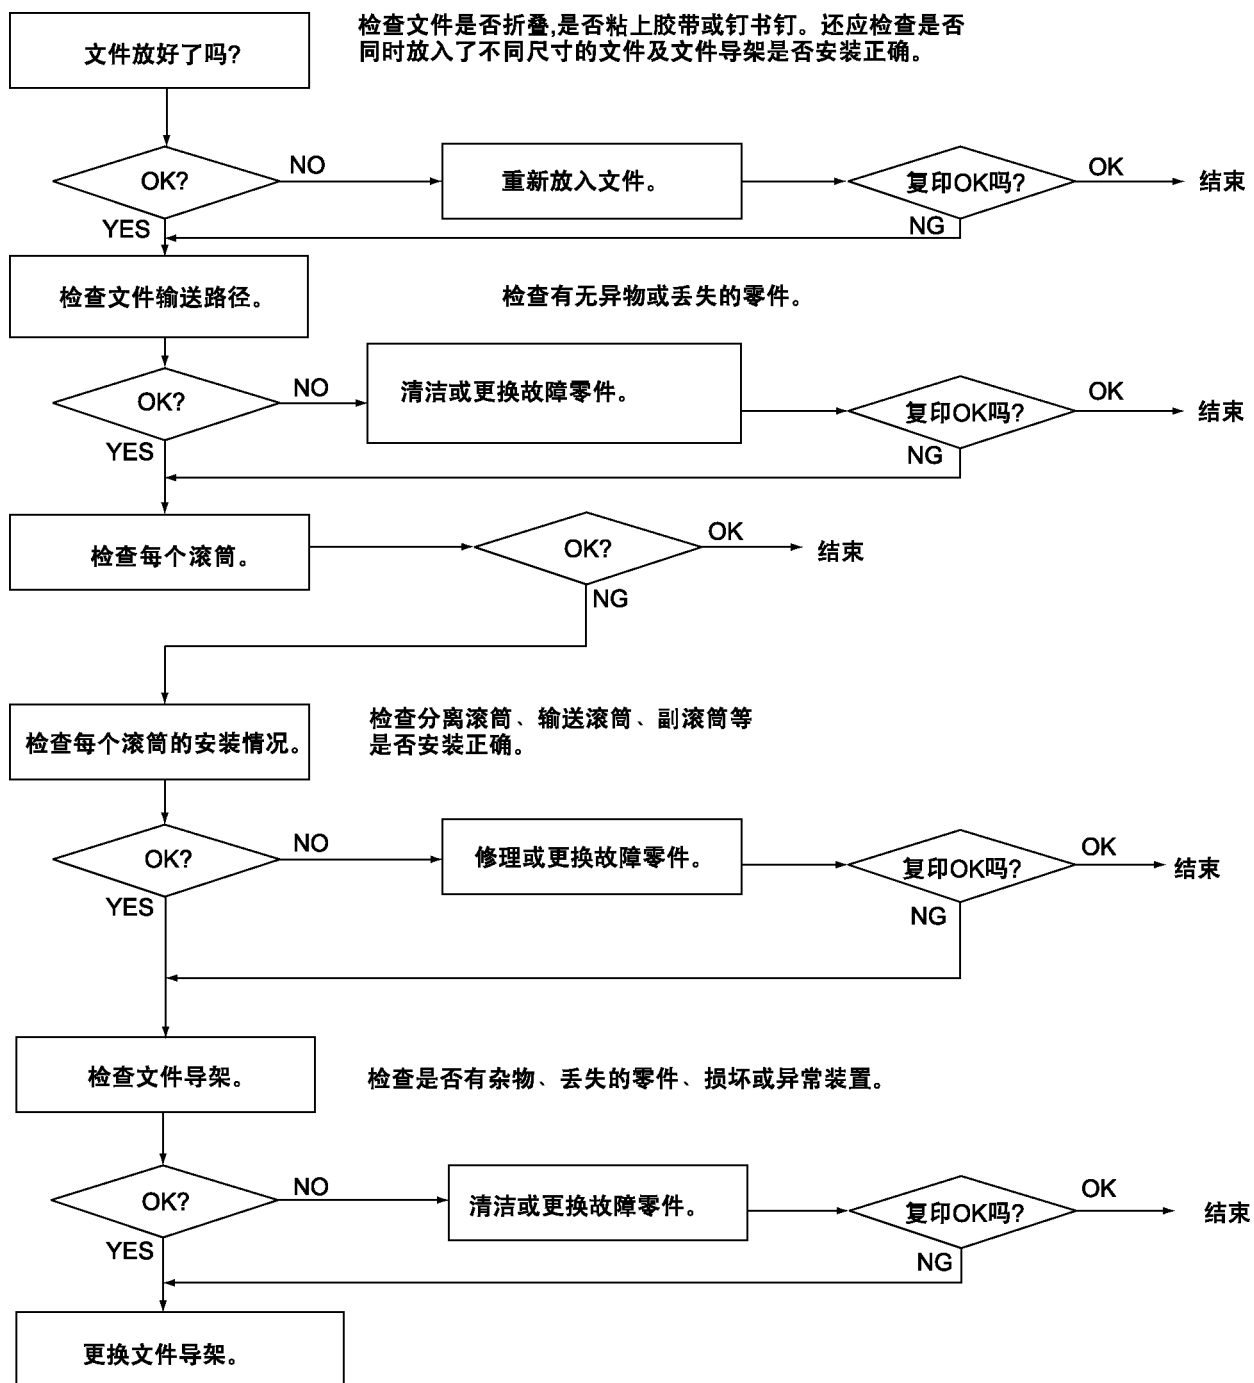 文件放好了吗?
检查文件是否折叠,是否粘上胶带或钉书钉。还应检查是否
同时放入了不同尺寸的文件及文件导架是否安装正确。
OK?
NO
重新放入文件。
复印OK吗?
OK
结束
YES
NG
检查文件输送路径。
检查有无异物或丢失的零件。
OK?
NO
清洁或更换故障零件。
复印OK吗?
OK
结束
YES
NG
检查每个滚筒。
OK?
OK
结束
NG
检查每个滚筒的安装情况。
检查分离滚筒、输送滚筒、副滚筒等
是否安装正确。
OK?
NO
修理或更换故障零件。
复印OK吗?
OK
结束
YES
NG
检查文件导架。
检查是否有杂物、丢失的零件、损坏或异常装置。
OK?
NO
清洁或更换故障零件。
复印OK吗?
OK
结束
YES
NG
更换文件导架。